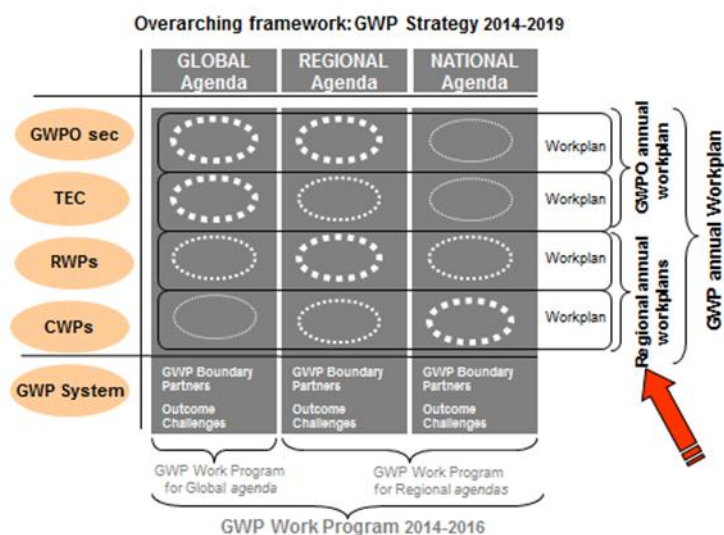 Overarching framework: GWP Strategy 2014-2019
GLOBAL
Agenda
REGIONAL
Agenda
NATIONAL
Agenda
GWPO sec
Workplan
TEC
Workplan
RWPs
Workplan
CWPs
Workplan
GWPO annual
workplan
Regional annual
workplans
GWP annual Workplan
GWP System
GWP Boundary
Partners
Outcome
Challenges
GWP Boundary
Partners
Outcome
Challenges
GWP Boundary
Partners
Outcome
Challenges
GWP Work Program
for Global agenda
GWP Work Program
for Regional agendas
GWP Work Program 2014-2016